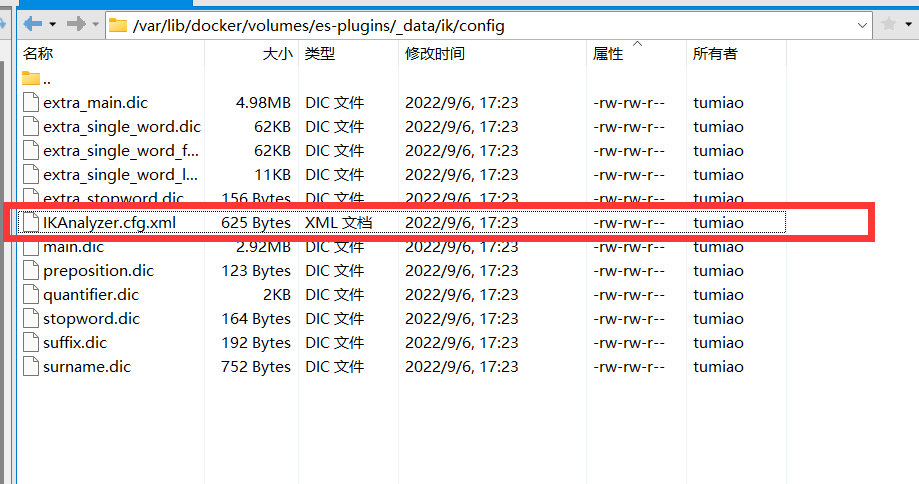 /var/lib/docker/volumes/es-plugins/_data/ik/config
名称 大小 类型 修改时间 属性 所有者
..
extra_main.dic 4.98MB DIC 文件 2022/9/6, 17:23 -rw-rw-r-- tumiao
extra_single_word.dic 62KB DIC 文件 2022/9/6, 17:23 -rw-rw-r-- tumiao
extra_single_word_f... 62KB DIC 文件 2022/9/6, 17:23 -rw-rw-r-- tumiao
extra_single_word_l... 11KB DIC 文件 2022/9/6, 17:23 -rw-rw-r-- tumiao
extra_stopword.dic 156 Bytes DIC 文件 2022/9/6, 17:23 -rw-rw-r-- tumiao
IKAnalyzer.cfg.xml 625 Bytes XML 文档 2022/9/6, 17:23 -rw-rw-r-- tumiao
main.dic 2.92MB DIC 文件 2022/9/6, 17:23 -rw-rw-r-- tumiao
preposition.dic 123 Bytes DIC 文件 2022/9/6, 17:23 -rw-rw-r-- tumiao
quantifier.dic 2KB DIC 文件 2022/9/6, 17:23 -rw-rw-r-- tumiao
stopword.dic 164 Bytes DIC 文件 2022/9/6, 17:23 -rw-rw-r-- tumiao
suffix.dic 192 Bytes DIC 文件 2022/9/6, 17:23 -rw-rw-r-- tumiao
surname.dic 752 Bytes DIC 文件 2022/9/6, 17:23 -rw-rw-r-- tumiao